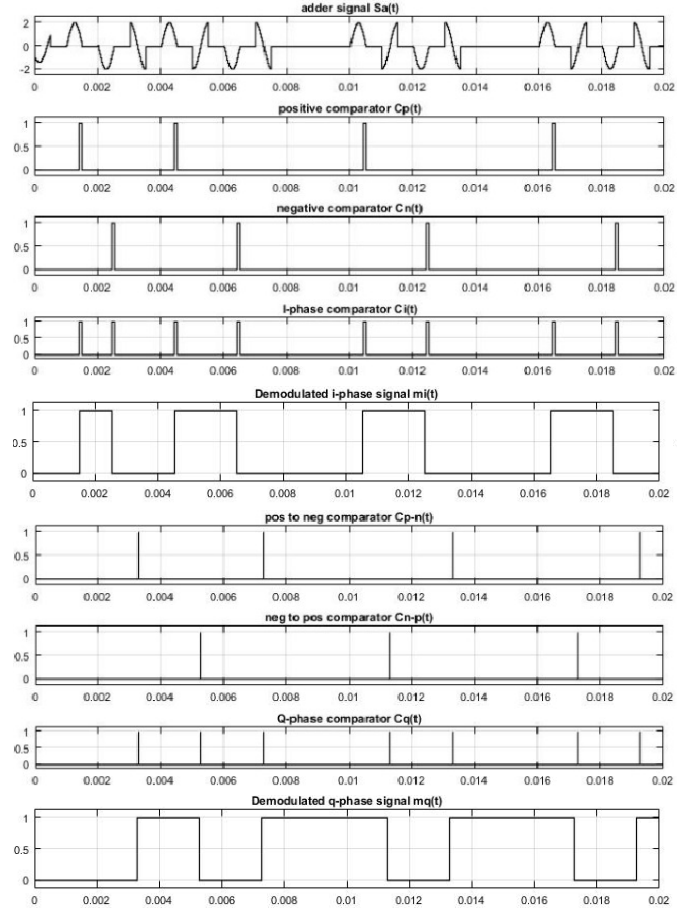 adder signal Sa(t)
2
0
-2
0 0.002 0.004 0.006 0.008 0.01 0.012 0.014 0.016 0.018 0.02
positive comparator Cp(t)
1
0.5
0
0 0.002 0.004 0.006 0.008 0.01 0.012 0.014 0.016 0.018 0.02
negative comparator Cn(t)
1
0.5
0
0 0.002 0.004 0.006 0.008 0.01 0.012 0.014 0.016 0.018 0.02
I-phase comparator Ci(t)
1
0.5
0
0 0.002 0.004 0.006 0.008 0.01 0.012 0.014 0.016 0.018 0.02
Demodulated i-phase signal mi(t)
1
0.5
0
0 0.002 0.004 0.006 0.008 0.01 0.012 0.014 0.016 0.018 0.02
pos to neg comparator Cp-n(t)
1
0.5
0
0 0.002 0.004 0.006 0.008 0.01 0.012 0.014 0.016 0.018 0.02
neg to pos comparator Cn-p(t)
1
0.5
0
0 0.002 0.004 0.006 0.008 0.01 0.012 0.014 0.016 0.018 0.02
Q-phase comparator Cq(t)
1
0.5
0
0 0.002 0.004 0.006 0.008 0.01 0.012 0.014 0.016 0.018 0.02
Demodulated q-phase signal mq(t)
1
0.5
0
0 0.002 0.004 0.006 0.008 0.01 0.012 0.014 0.016 0.018 0.02